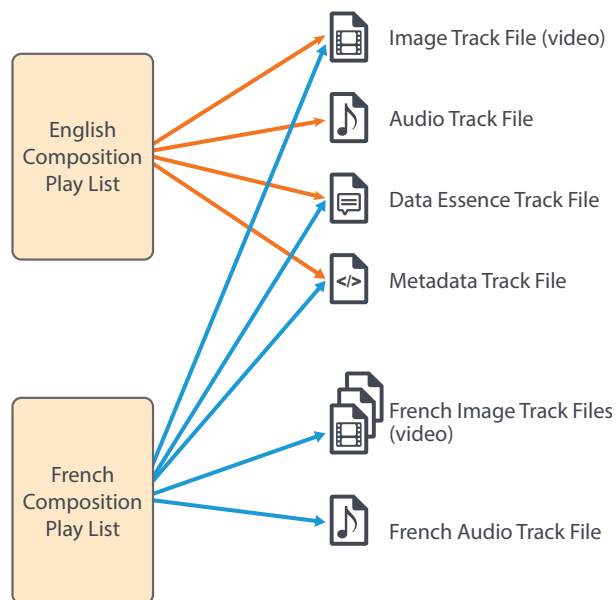 Image Track File (video)
English
Composition
Play List
Audio Track File
Data Essence Track File
</>
Metadata Track File
French
Composition
Play List
French Image Track Files
(video)
French Audio Track File